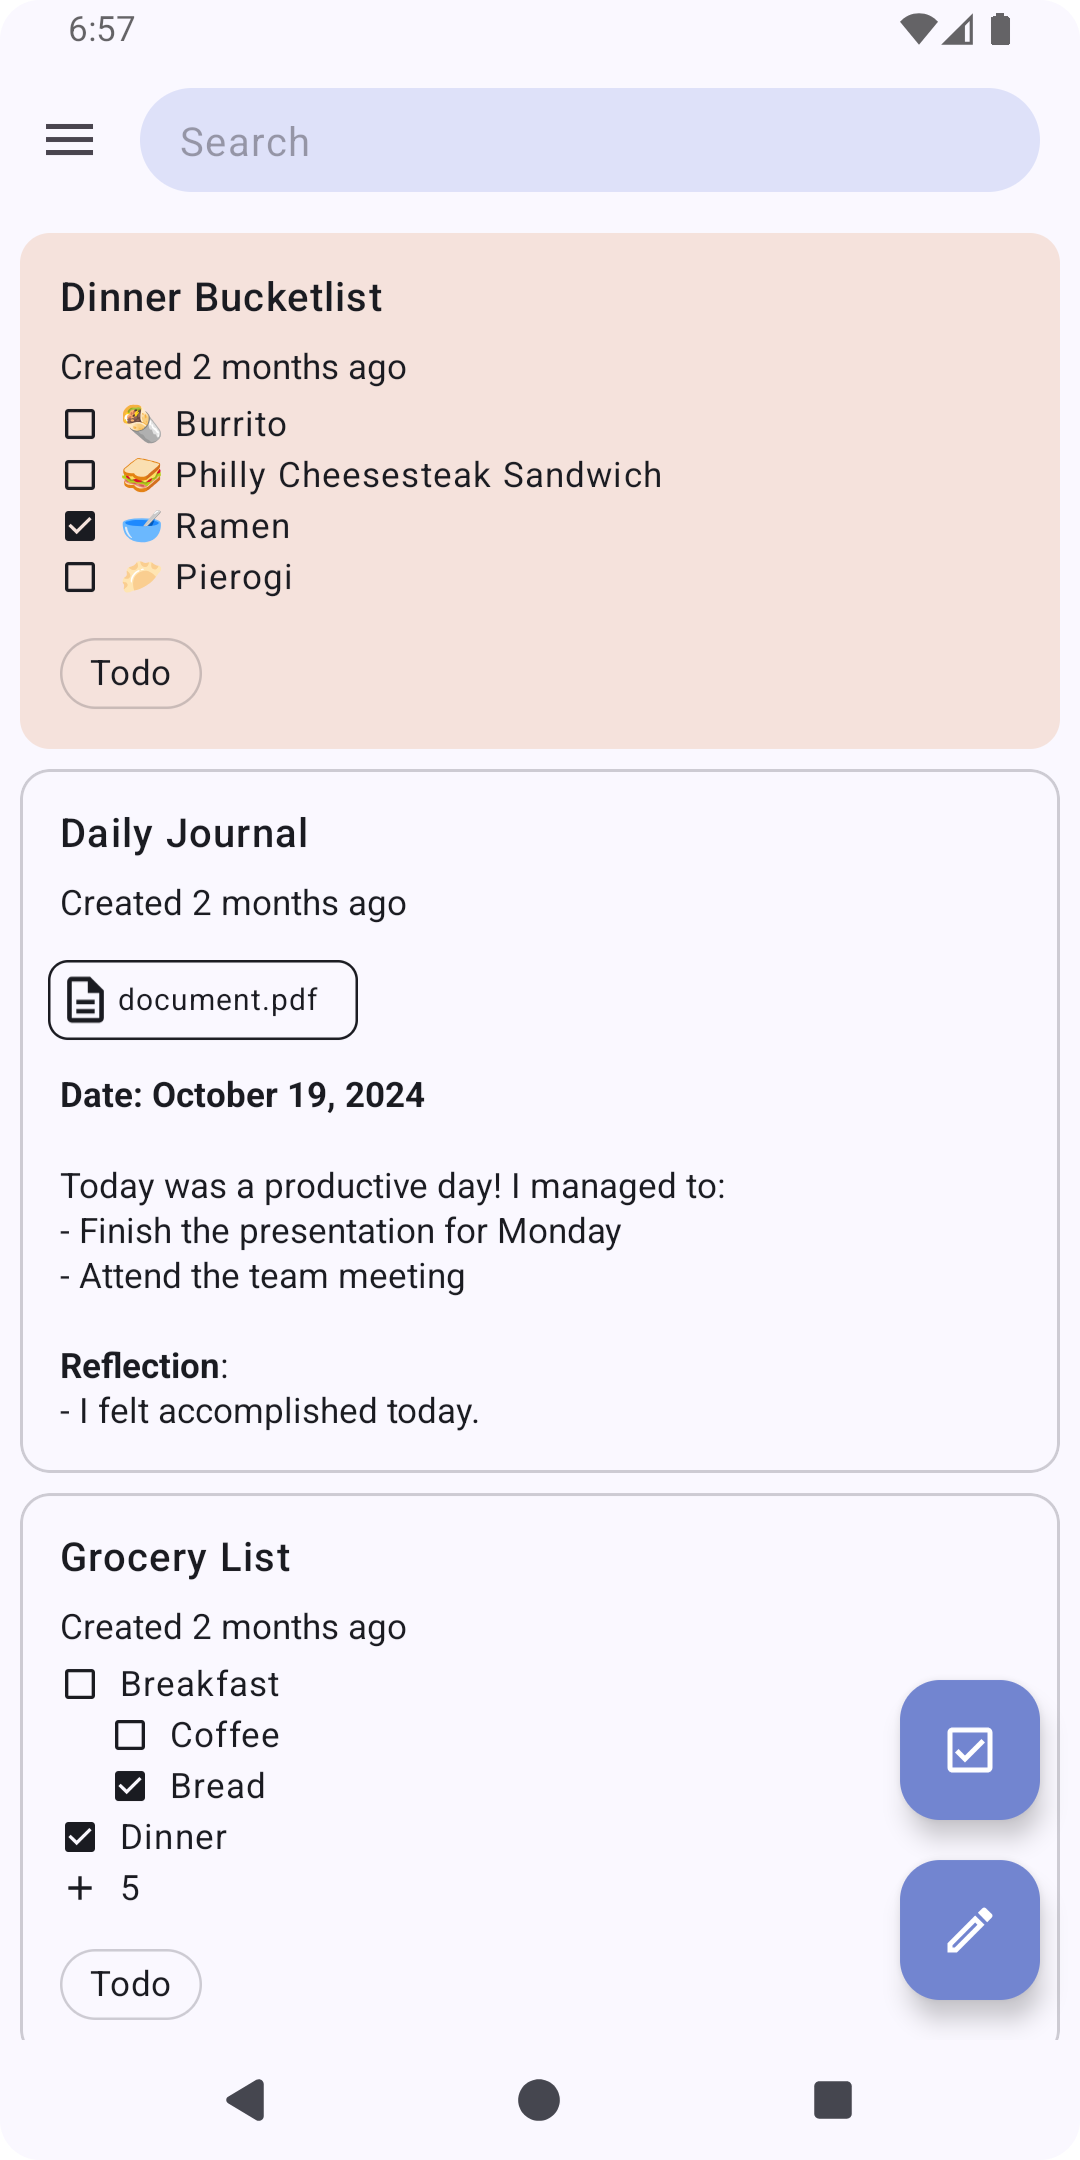 6:57
Search
Dinner Bucketlist
Created 2 months ago
🌯 Burrito
🥪 Philly Cheesesteak Sandwich
🥣 Ramen
🥟 Pierogi
Todo
Daily Journal
Created 2 months ago
document.pdf
Date: October 19, 2024
Today was a productive day! I managed to:
- Finish the presentation for Monday
- Attend the team meeting
Reflection:
- I felt accomplished today.
Grocery List
Created 2 months ago
Breakfast
Coffee
Bread
Dinner
+ 5
Todo